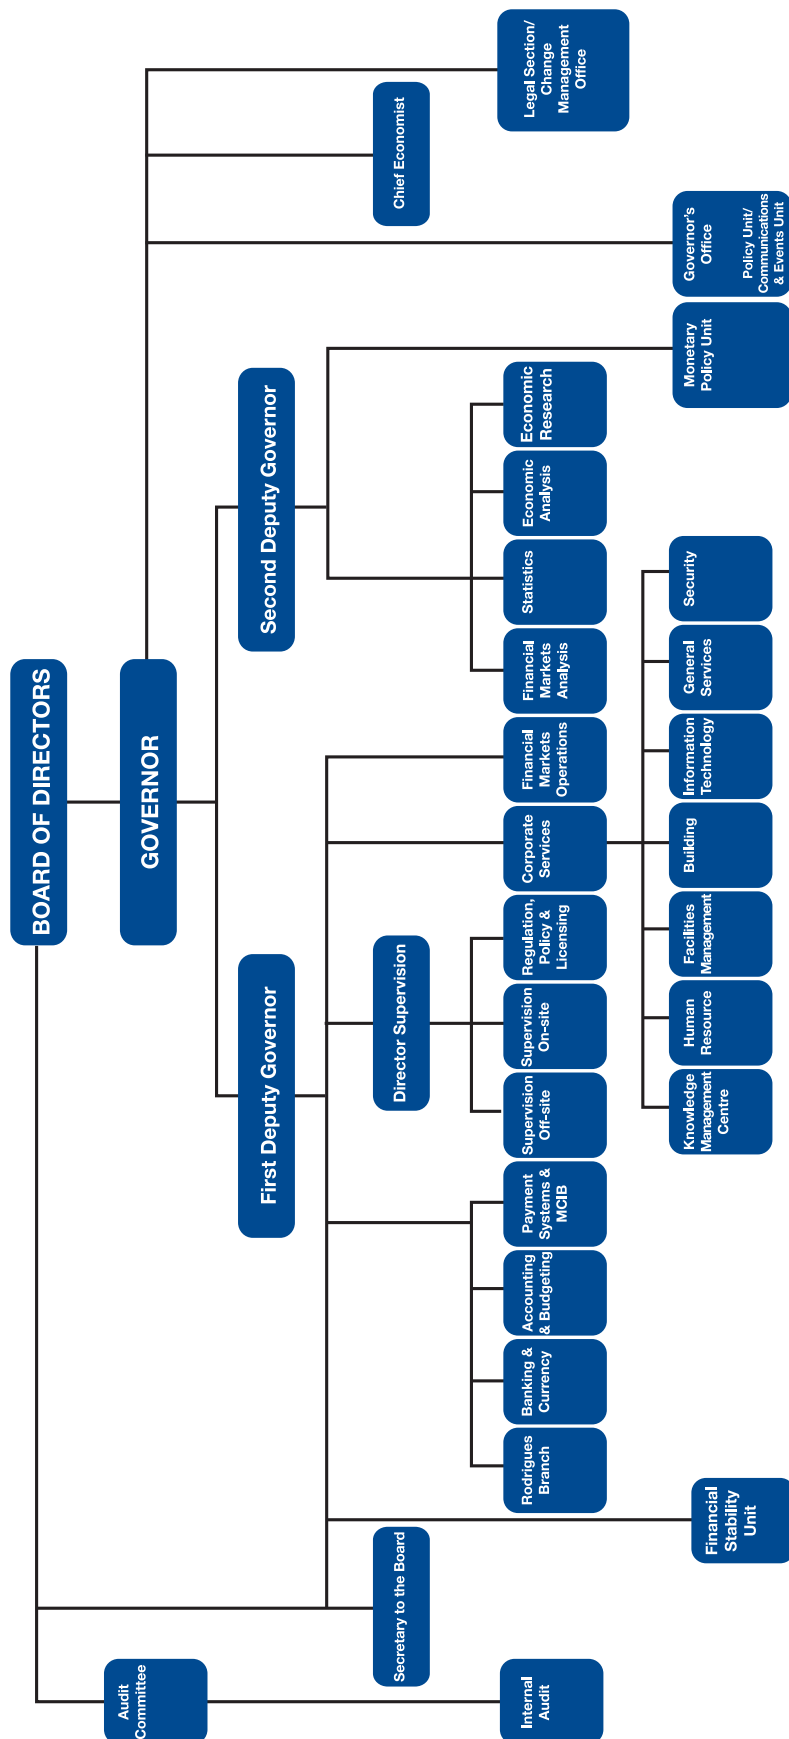 BOARD OF DIRECTORS
GOVERNOR
First Deputy Governor
Second Deputy Governor
Audit
Committee
Secretary to the Board
Director Supervision
Chief Economist
Internal
Audit
Rodrigues
Branch
Banking &
Currency
Accounting
& Budgeting
Payment
Systems &
MCIB
Supervision
Off-site
Supervision
On-site
Regulation,
Policy &
Licensing
Corporate
Services
Financial
Markets
Operations
Financial
Markets
Analysis
Statistics
Economic
Analysis
Economic
Research
Legal Section/
Change
Management
Office
Financial
Stability
Unit
Knowledge
Management
Centre
Human
Resource
Facilities
Management
Building
Information
Technology
General
Services
Security
Monetary
Policy Unit
Governor's
Office
Policy Unit/
Communications
& Events Unit